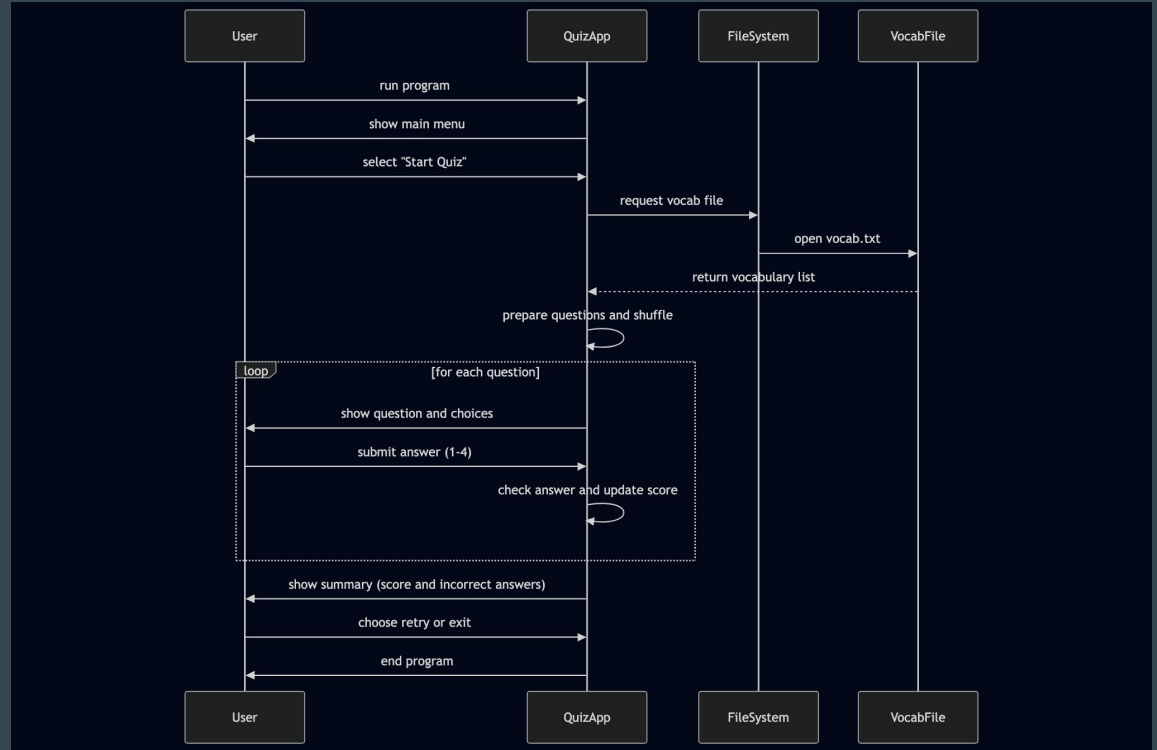 User QuizApp FileSystem VocabFile
run program
show main menu
select "Start Quiz"
request vocab file
open vocab.txt
return vocabulary list
prepare questions and shuffle
loop [for each question]
show question and choices
submit answer (1-4)
check answer and update score
show summary (score and incorrect answers)
choose retry or exit
end program
User QuizApp FileSystem VocabFile